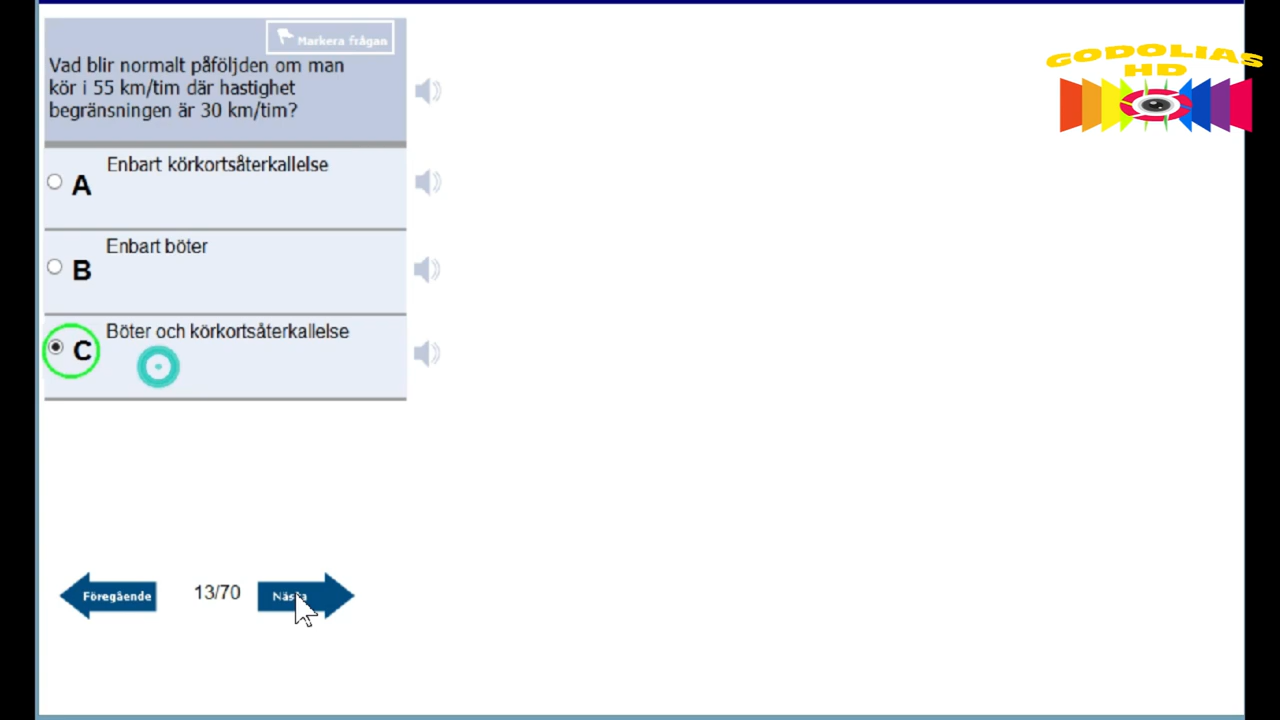 Markera frågan
Vad blir normalt påföljden om man
kör i 55 km/tim där hastighet
begränsningen är 30 km/tim?
A Enbart körkortsåterkallelse
B Enbart böter
C Böter och körkortsåterkallelse
Föregående 13/70
GODOLIAS
HD